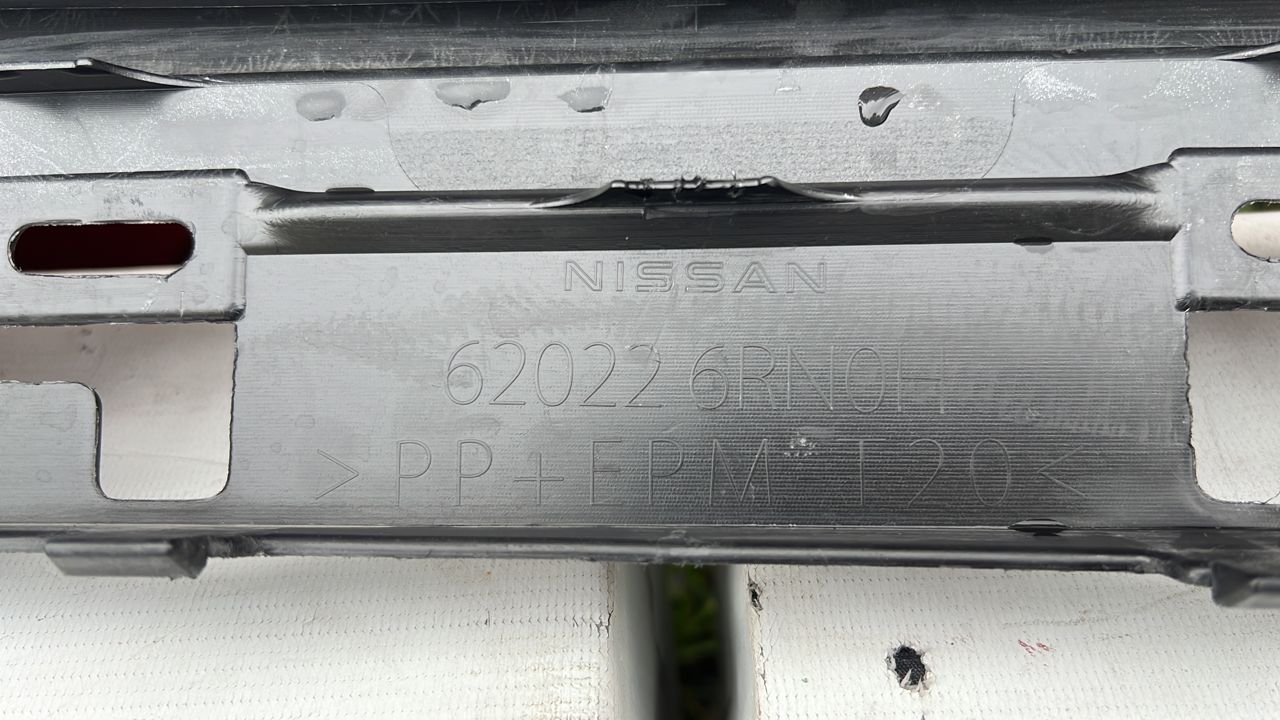 NISSAN
62022 6RN0H
>PP+EPM-T20<